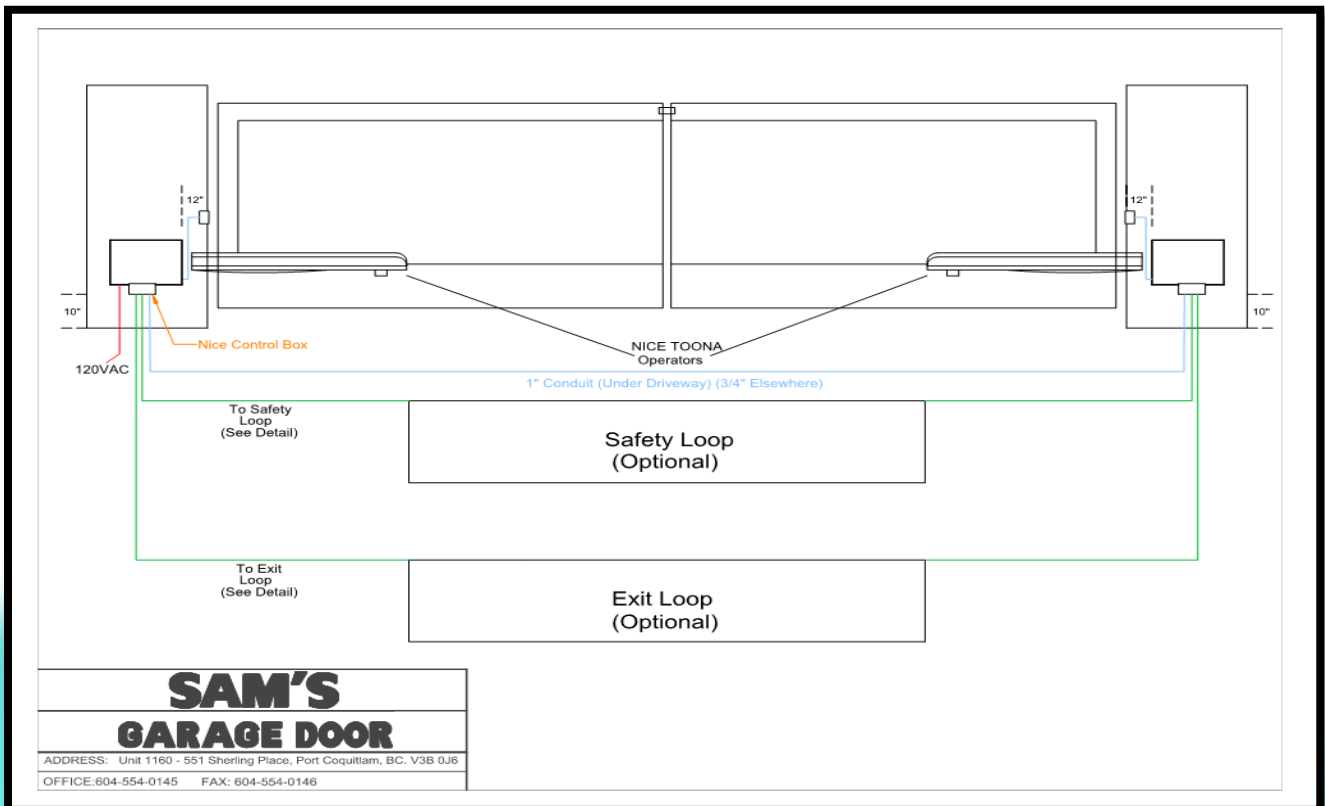 12"
12"
10"
10"
Nice Control Box
NICE TOONA
Operators
120VAC
1" Conduit (Under Driveway) (3/4" Elsewhere)
To Safety
Loop
(See Detail)
Safety Loop
(Optional)
To Exit
Loop
(See Detail)
Exit Loop
(Optional)
SAM'S
GARAGE DOOR
ADDRESS: Unit 1160 - 551 Sherling Place, Port Coquitlam, BC. V3B 0J6
OFFICE:604-554-0145 FAX: 604-554-0146